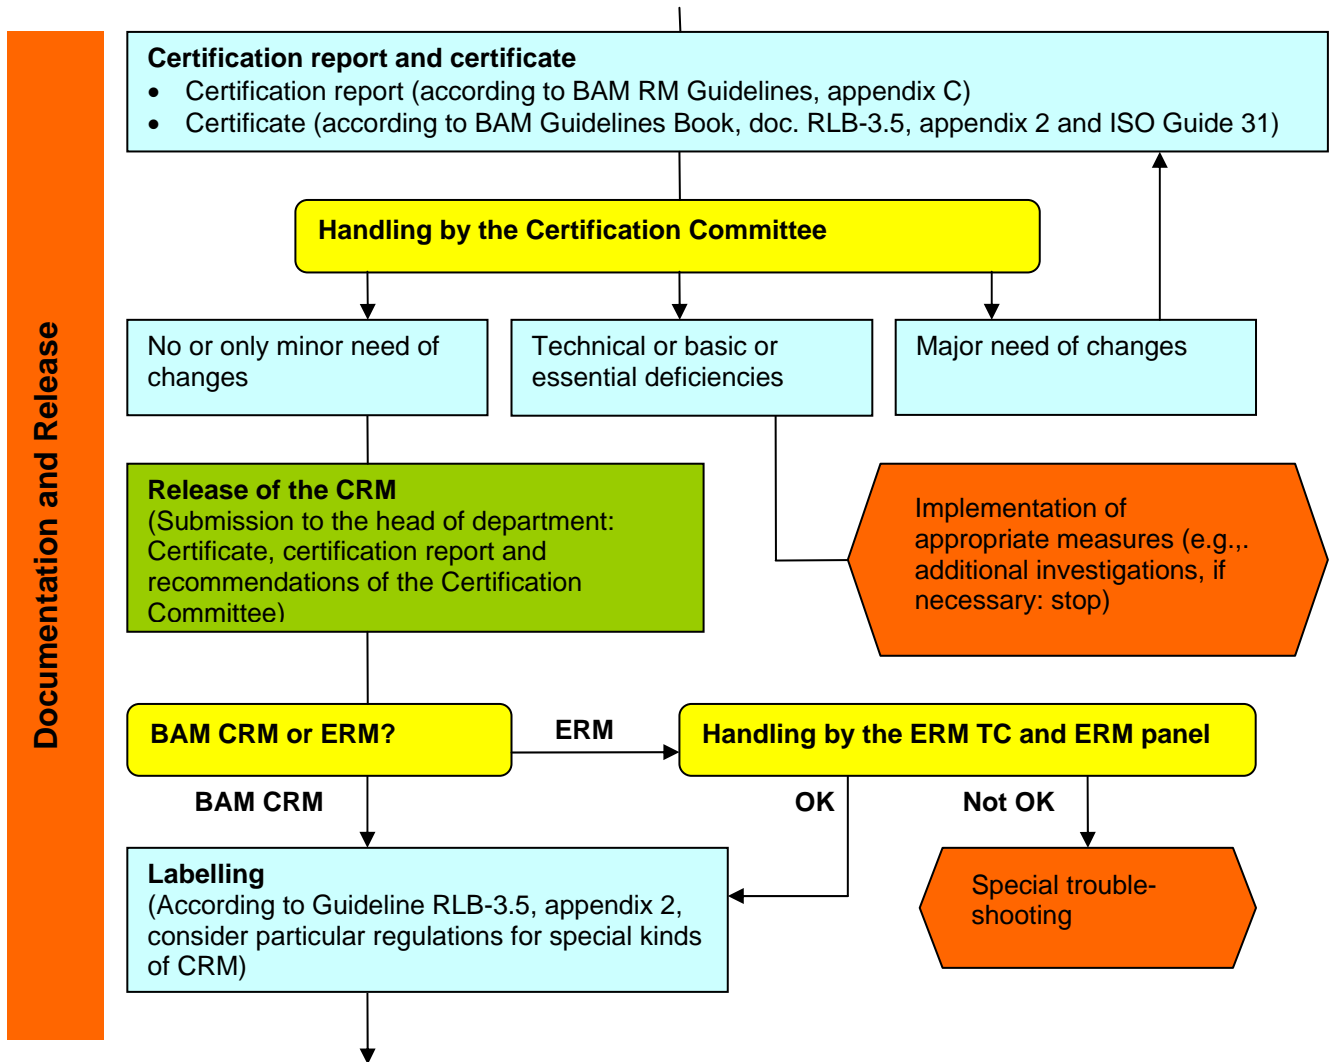 Documentation and Release
Certification report and certificate
• Certification report (according to BAM RM Guidelines, appendix C)
• Certificate (according to BAM Guidelines Book, doc. RLB-3.5, appendix 2 and ISO Guide 31)
Handling by the Certification Committee
No or only minor need of
changes
Technical or basic or
essential deficiencies
Major need of changes
Release of the CRM
(Submission to the head of department:
Certificate, certification report and
recommendations of the Certification
Committee)
Implementation of
appropriate measures (e.g.,.
additional investigations, if
necessary: stop)
BAM CRM or ERM?
ERM
Handling by the ERM TC and ERM panel
BAM CRM
OK
Not OK
Labelling
(According to Guideline RLB-3.5, appendix 2,
consider particular regulations for special kinds
of CRM)
Special trouble-
shooting